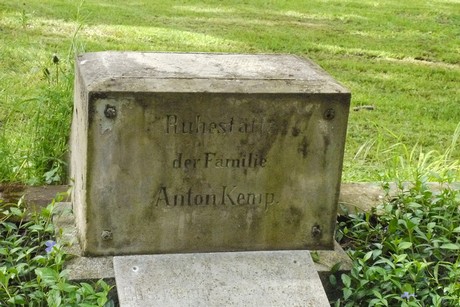 Ruhestätte
der Familie
Anton Kemp.